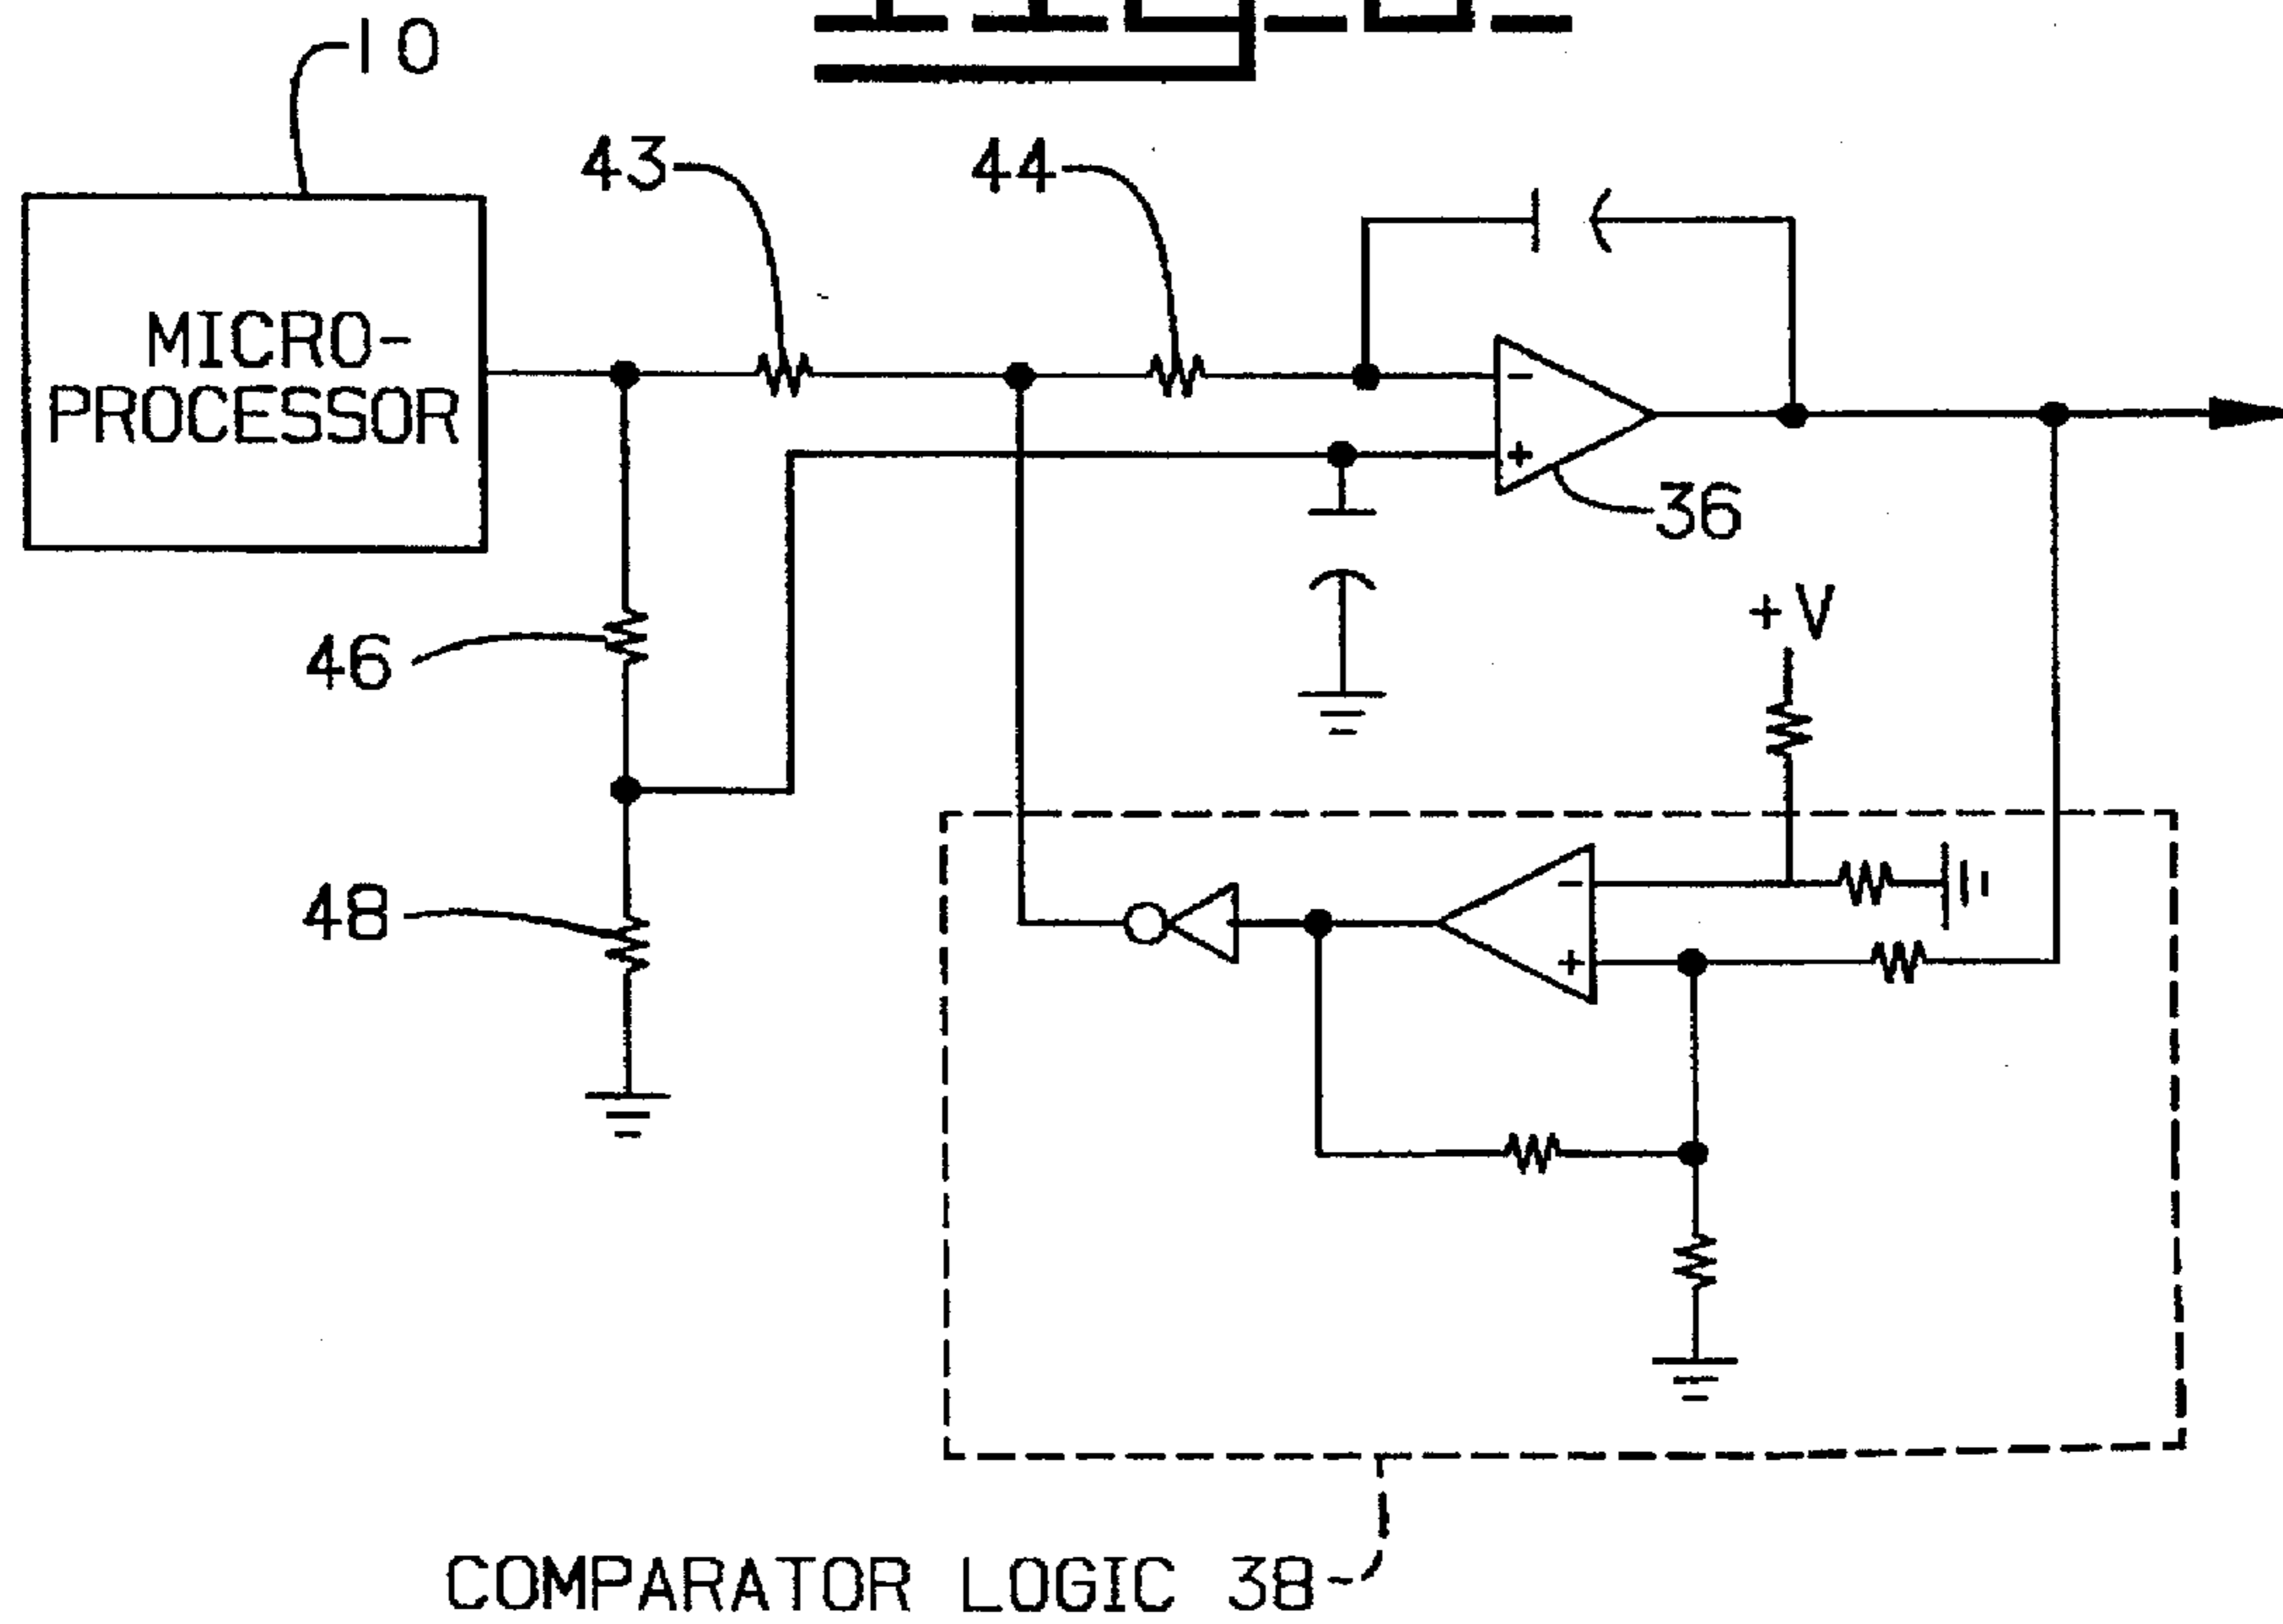 10
43
44
MICRO-
PROCESSOR
-
+
36
+V
46
48
-
+
COMPARATOR LOGIC 38